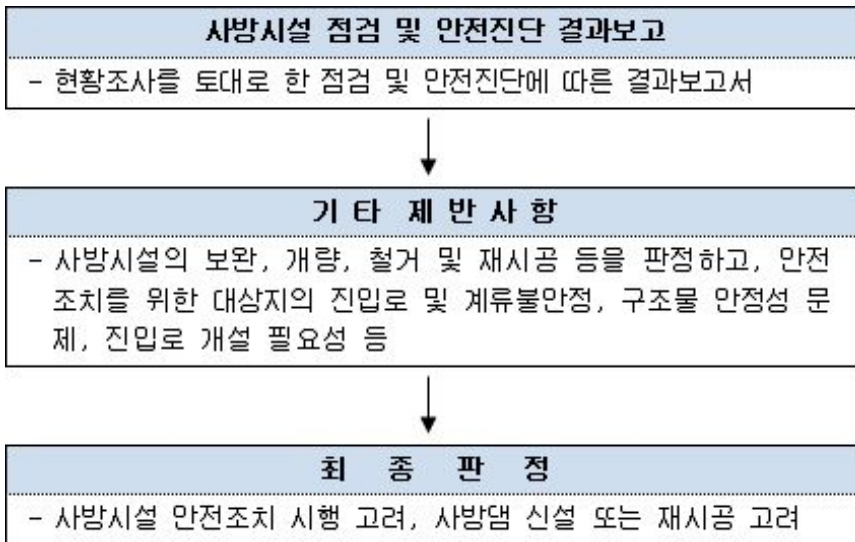 사방시설 점검 및 안전진단 결과보고
- 현황조사를 토대로 한 점검 및 안전진단에 따른 결과보고서
기 타 제 반 사 항
- 사방시설의 보완, 개량, 철거 및 재시공 등을 판정하고, 안전
조치를 위한 대상지의 진입로 및 계류불안정, 구조물 안정성 문
제, 진입로 개설 필요성 등
최 종 판 정
- 사방시설 안전조치 시행 고려, 사방댐 신설 또는 재시공 고려